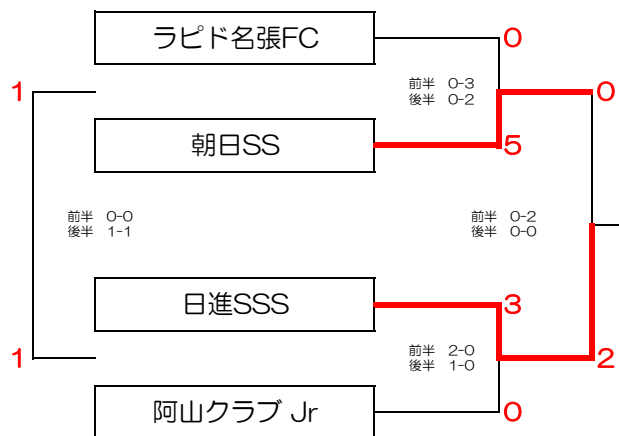 ラピド名張FC
0
前半 0-3
後半 0-2
1
0
朝日SS
5
前半 0-0
後半 1-1
前半 0-2
後半 0-0
日進SSS
3
前半 2-0
後半 1-0
1
2
阿山クラブ Jr
0